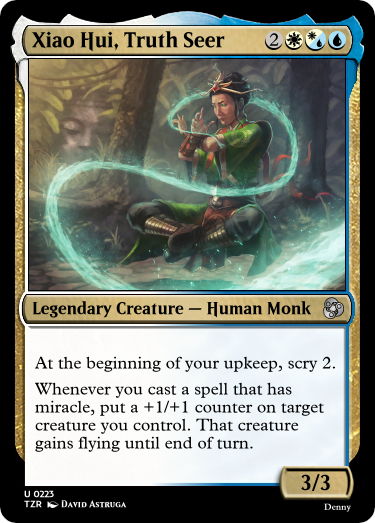 Xiao Hui, Truth Seer 2
Legendary Creature — Human Monk
At the beginning of your upkeep, scry 2.
Whenever you cast a spell that has
miracle, put a +1/+1 counter on target
creature you control. That creature
gains flying until end of turn.
3/3
U 0223
TZR DAVID ASTRUGA
Denny